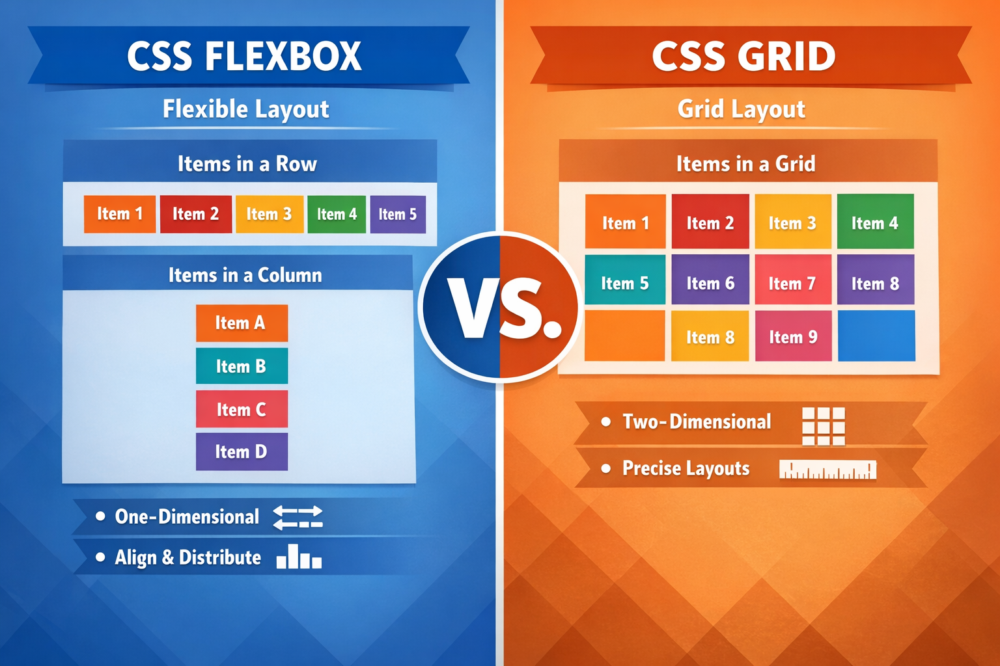 CSS FLEXBOX
Flexible Layout
Items in a Row
Item 1 Item 2 Item 3 Item 4 Item 5
Items in a Column
Item A
Item B
Item C
Item D
• One-Dimensional
• Align & Distribute
VS.
CSS GRID
Grid Layout
Items in a Grid
Item 1 Item 2 Item 3 Item 4
Item 5 Item 6 Item 7 Item 8
Item 8 Item 9
• Two-Dimensional
• Precise Layouts